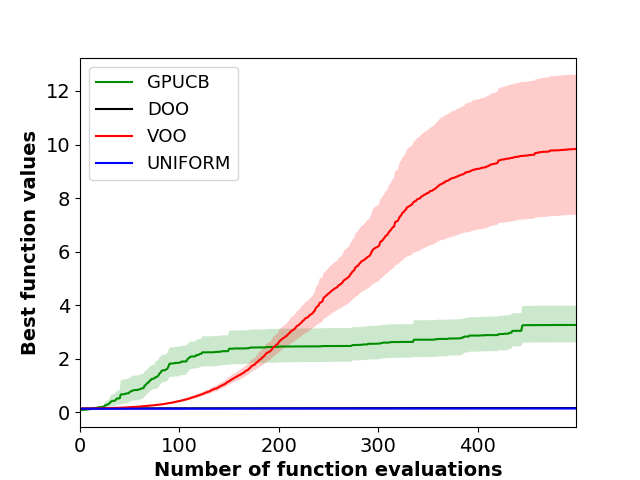 GPUCB
DOO
VOO
UNIFORM
Best function values
12
10
8
6
4
2
0
0 100 200 300 400
Number of function evaluations